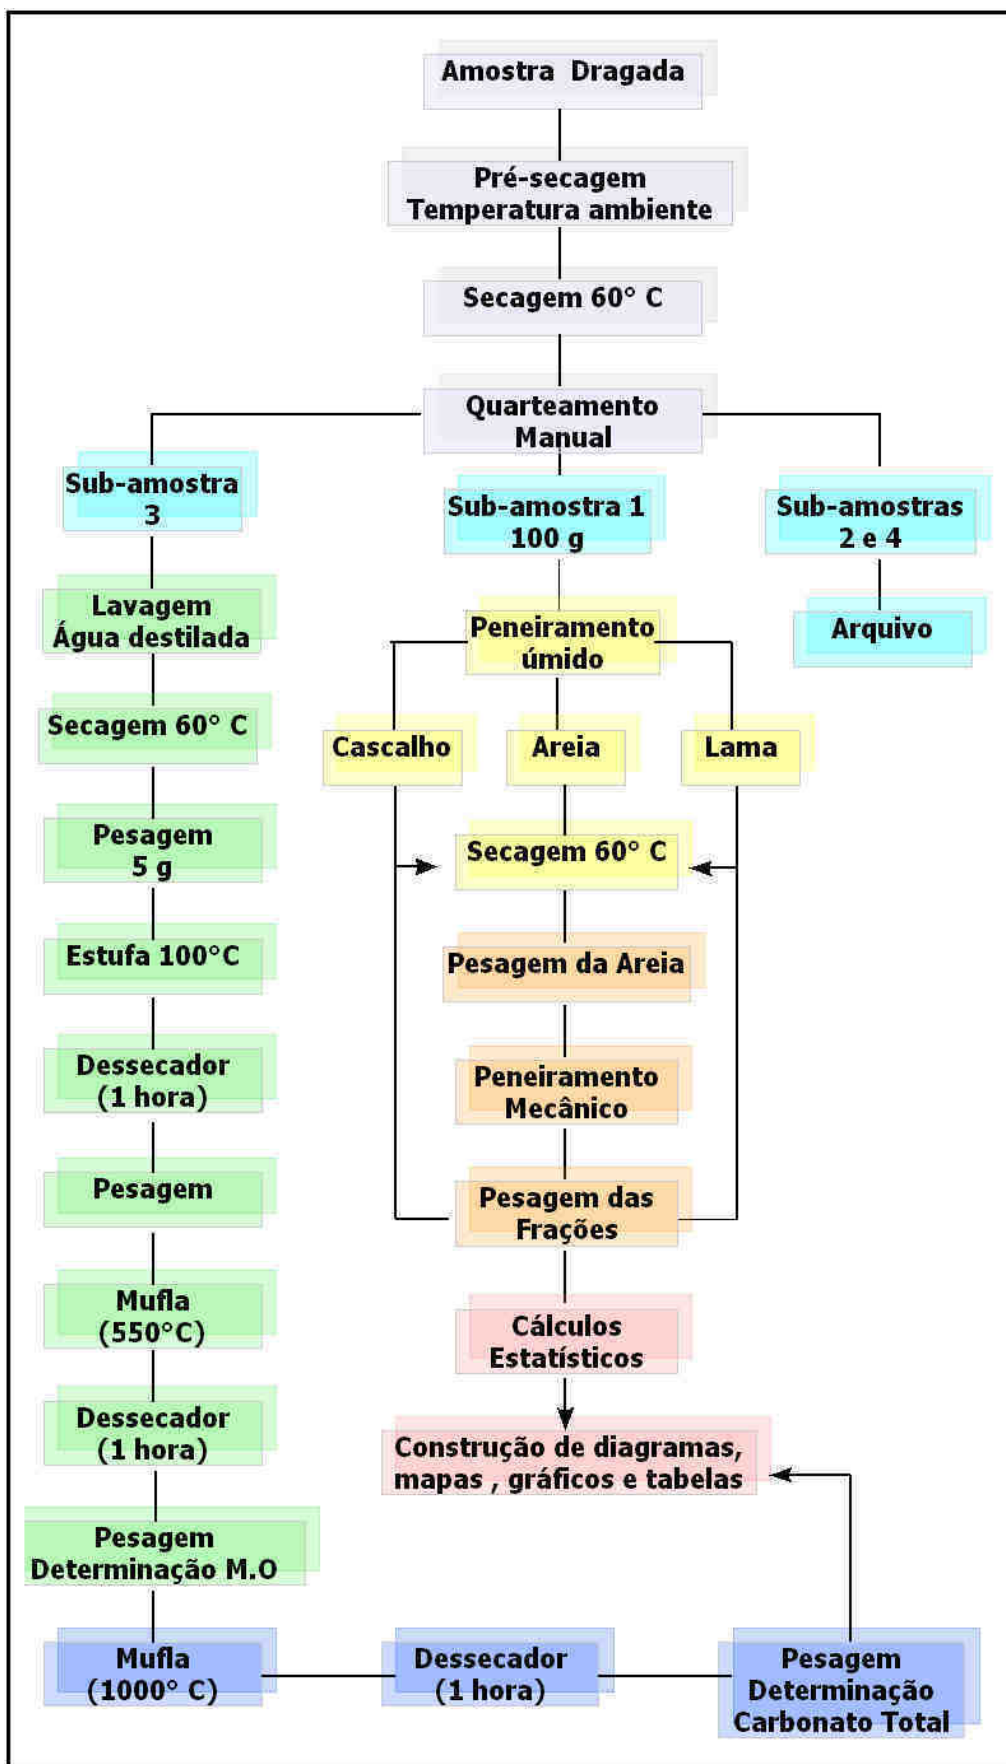 Amostra Dragada
Pré-secagem
Temperatura ambiente
Secagem 60° C
Quarteamento
Manual
Sub-amostra
3
Lavagem
Água destilada
Secagem 60° C
Pesagem
5 g
Estufa 100°C
Dessecador
(1 hora)
Pesagem
Mufla
(550°C)
Dessecador
(1 hora)
Pesagem
Determinação M.O
Mufla
(1000° C)
Dessecador
(1 hora)
Pesagem
Determinação
Carbonato Total
Sub-amostra 1
100 g
Peneiramento
úmido
Cascalho
Areia
Lama
Secagem 60° C
Pesagem da Areia
Peneiramento
Mecânico
Pesagem das
Frações
Cálculos
Estatísticos
Construção de diagramas,
mapas , gráficos e tabelas
Sub-amostras
2 e 4
Arquivo